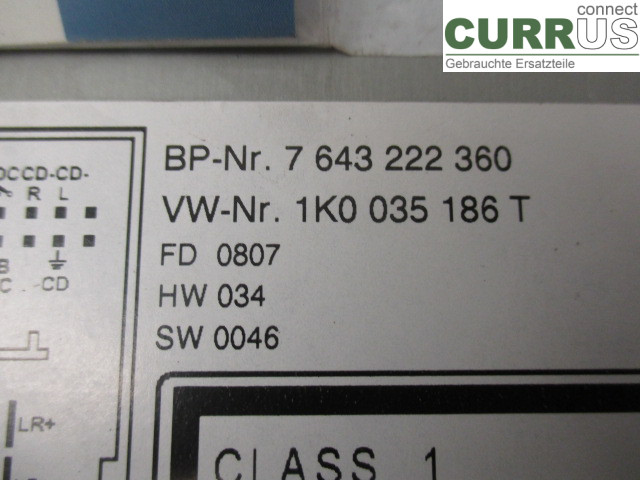 connect
CURRUS
Gebrauchte Ersatzteile
BP-Nr. 7 643 222 360
VW-Nr. 1K0 035 186 T
FD 0807
HW 034
SW 0046
CD-CD-
R L
-CD
LR+
CLASS 1